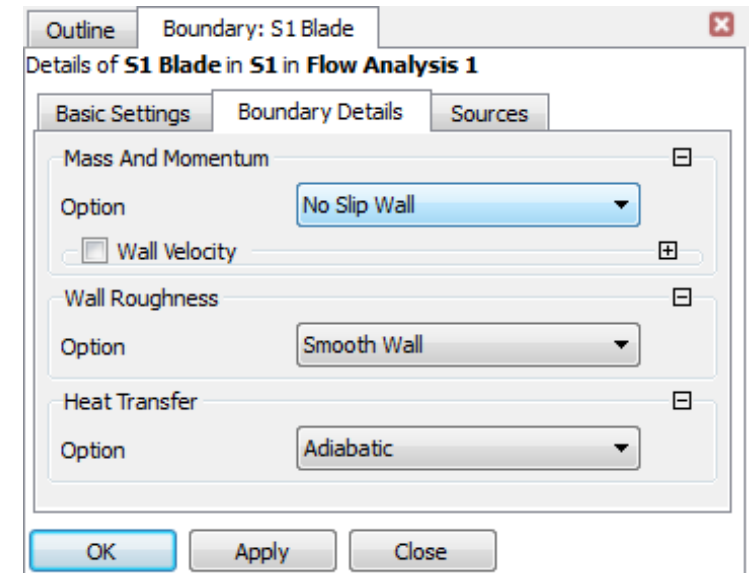 Outline Boundary: S1 Blade
Details of S1 Blade in S1 in Flow Analysis 1
Basic Settings Boundary Details Sources
Mass And Momentum
Option No Slip Wall
Wall Velocity
Wall Roughness
Option Smooth Wall
Heat Transfer
Option Adiabatic
OK Apply Close